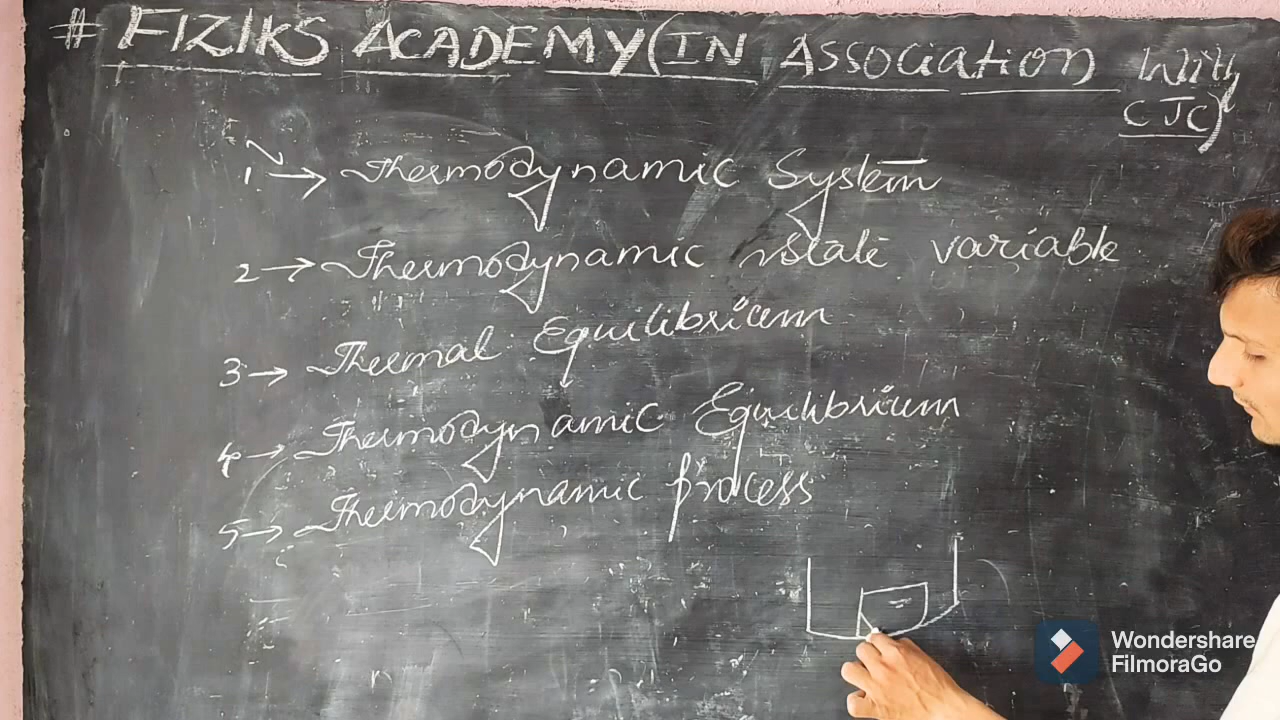 # FIZIKS ACADEMY (IN ASSOCIATION With
CJC)
1 → Thermodynamic System
2 → Thermodynamic state variable
3 → Thermal Equilibrium
4 → Thermodynamic Equilibrium
5 → Thermodynamic process
Wondershare
FilmoraGo